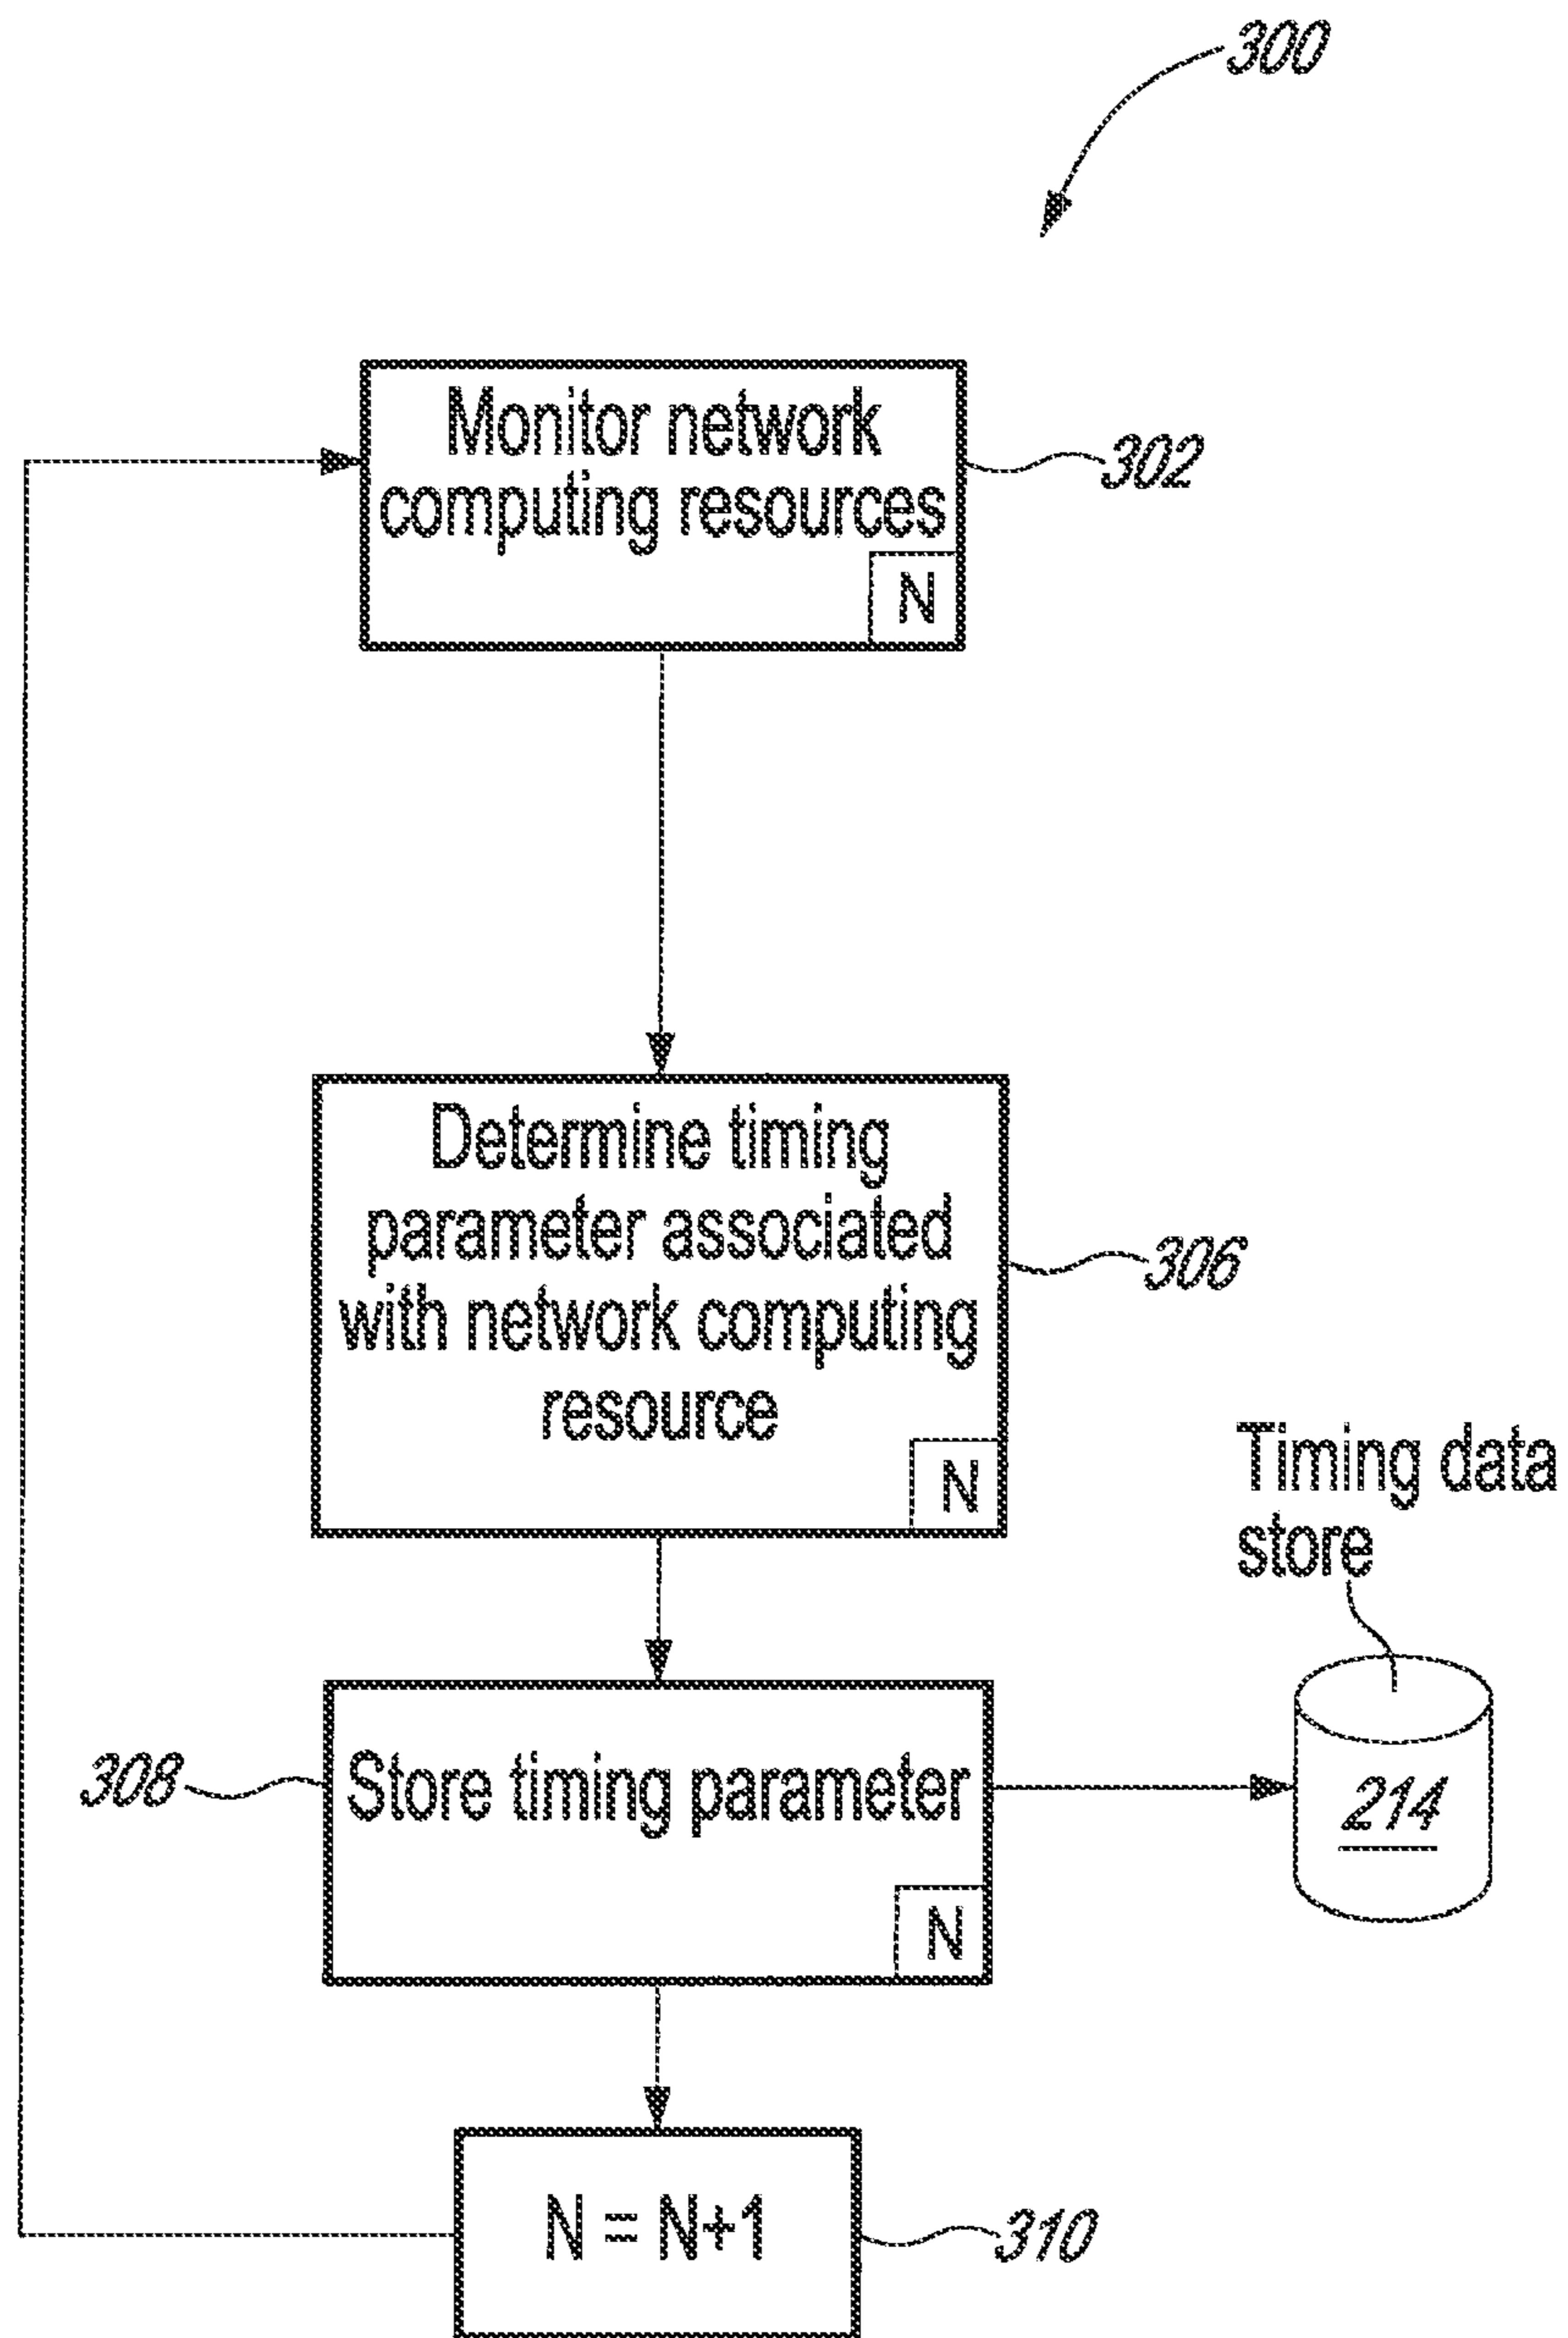 300
Monitor network
computing resources
N
302
Determine timing
parameter associated
with network computing
resource
N
306
Timing data
store
308
Store timing parameter
N
214
N = N+1
310